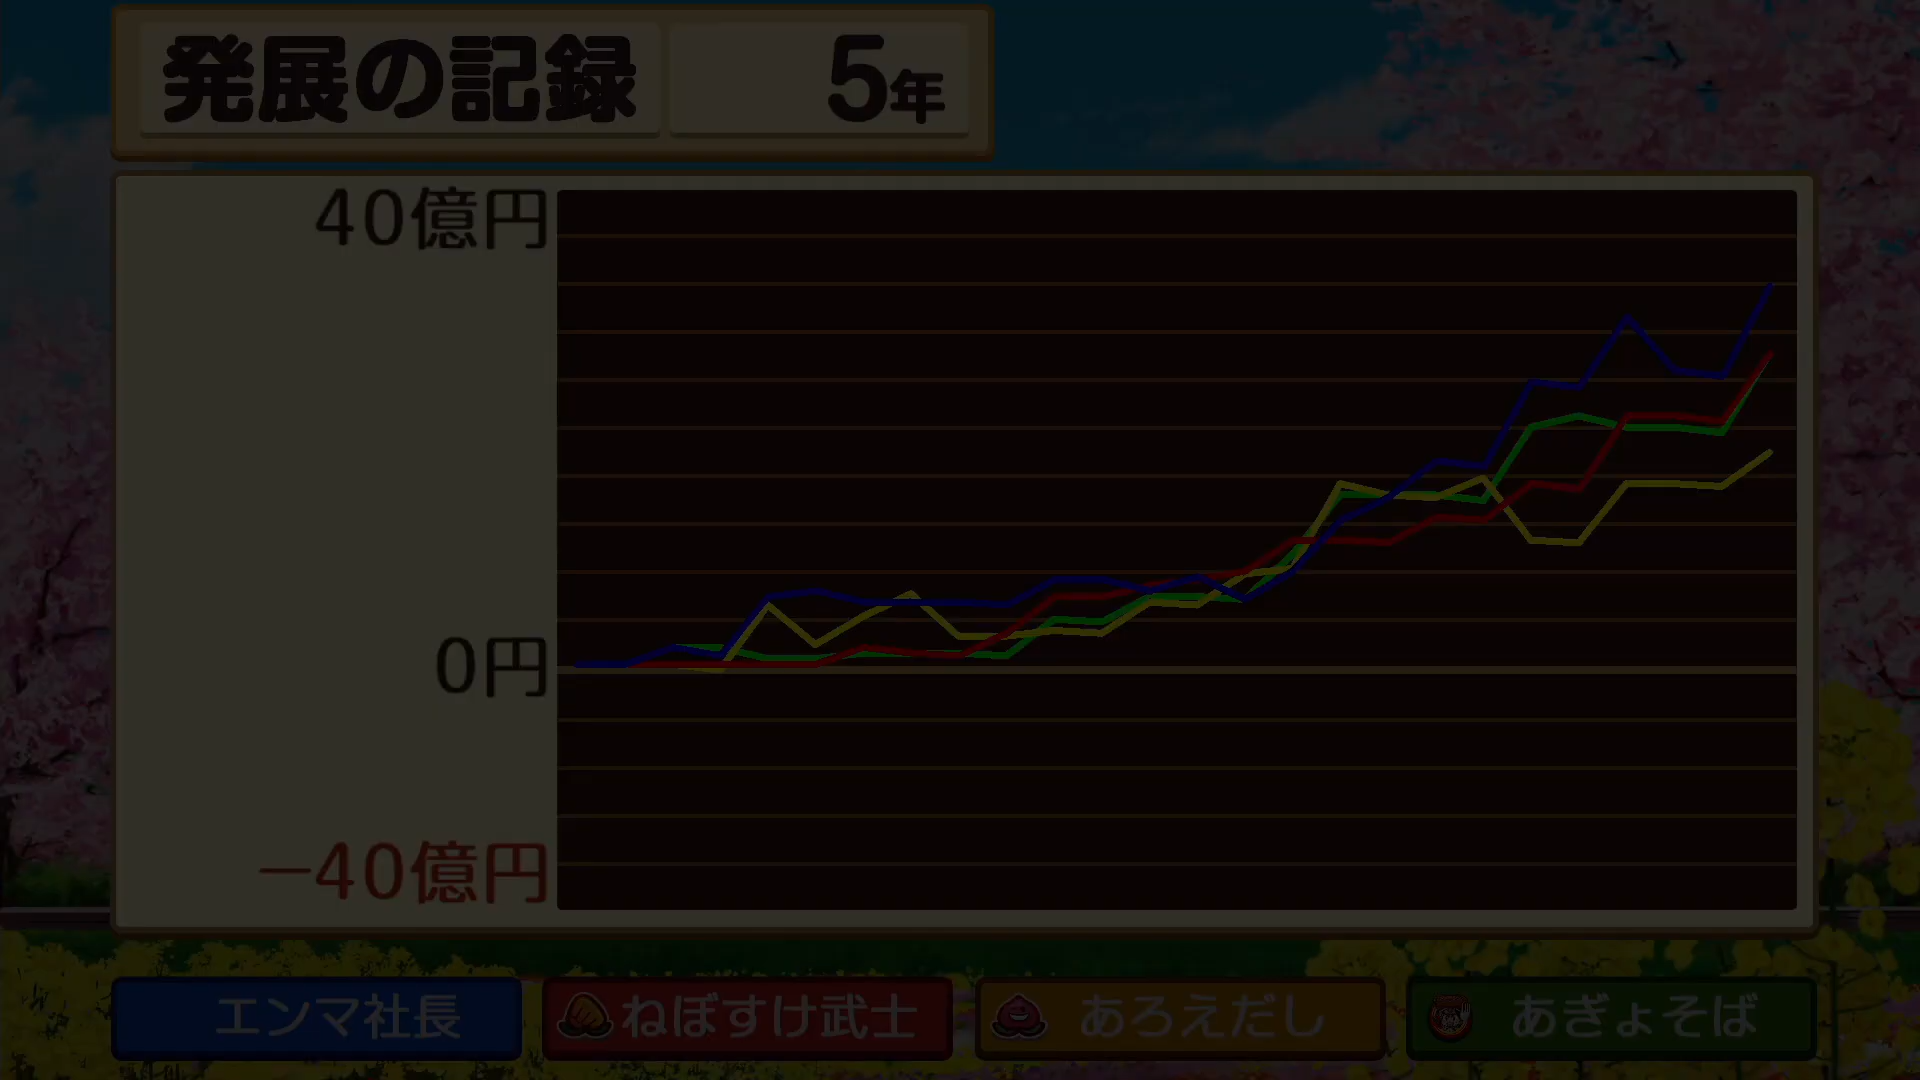 発展の記録 5年
40億円
0円
-40億円
エンマ社長 ねぼすけ武士 あろえだし あぎょそば